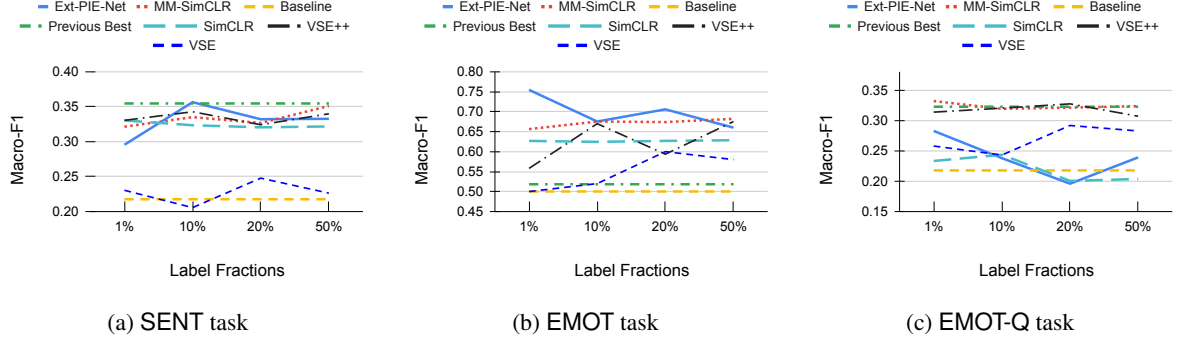 Ext-PIE-Net MM-SimCLR Baseline
Previous Best SimCLR VSE++
VSE
0.40
0.35
0.30
0.25
0.20
Macro-F1
1% 10% 20% 50%
Label Fractions
(a) SENT task
Ext-PIE-Net MM-SimCLR Baseline
Previous Best SimCLR VSE++
VSE
0.80
0.75
0.70
0.65
0.60
0.55
0.50
0.45
Macro-F1
1% 10% 20% 50%
Label Fractions
(b) EMOT task
Ext-PIE-Net MM-SimCLR Baseline
Previous Best SimCLR VSE++
VSE
0.35
0.30
0.25
0.20
0.15
Macro-F1
1% 10% 20% 50%
Label Fractions
(c) EMOT-Q task